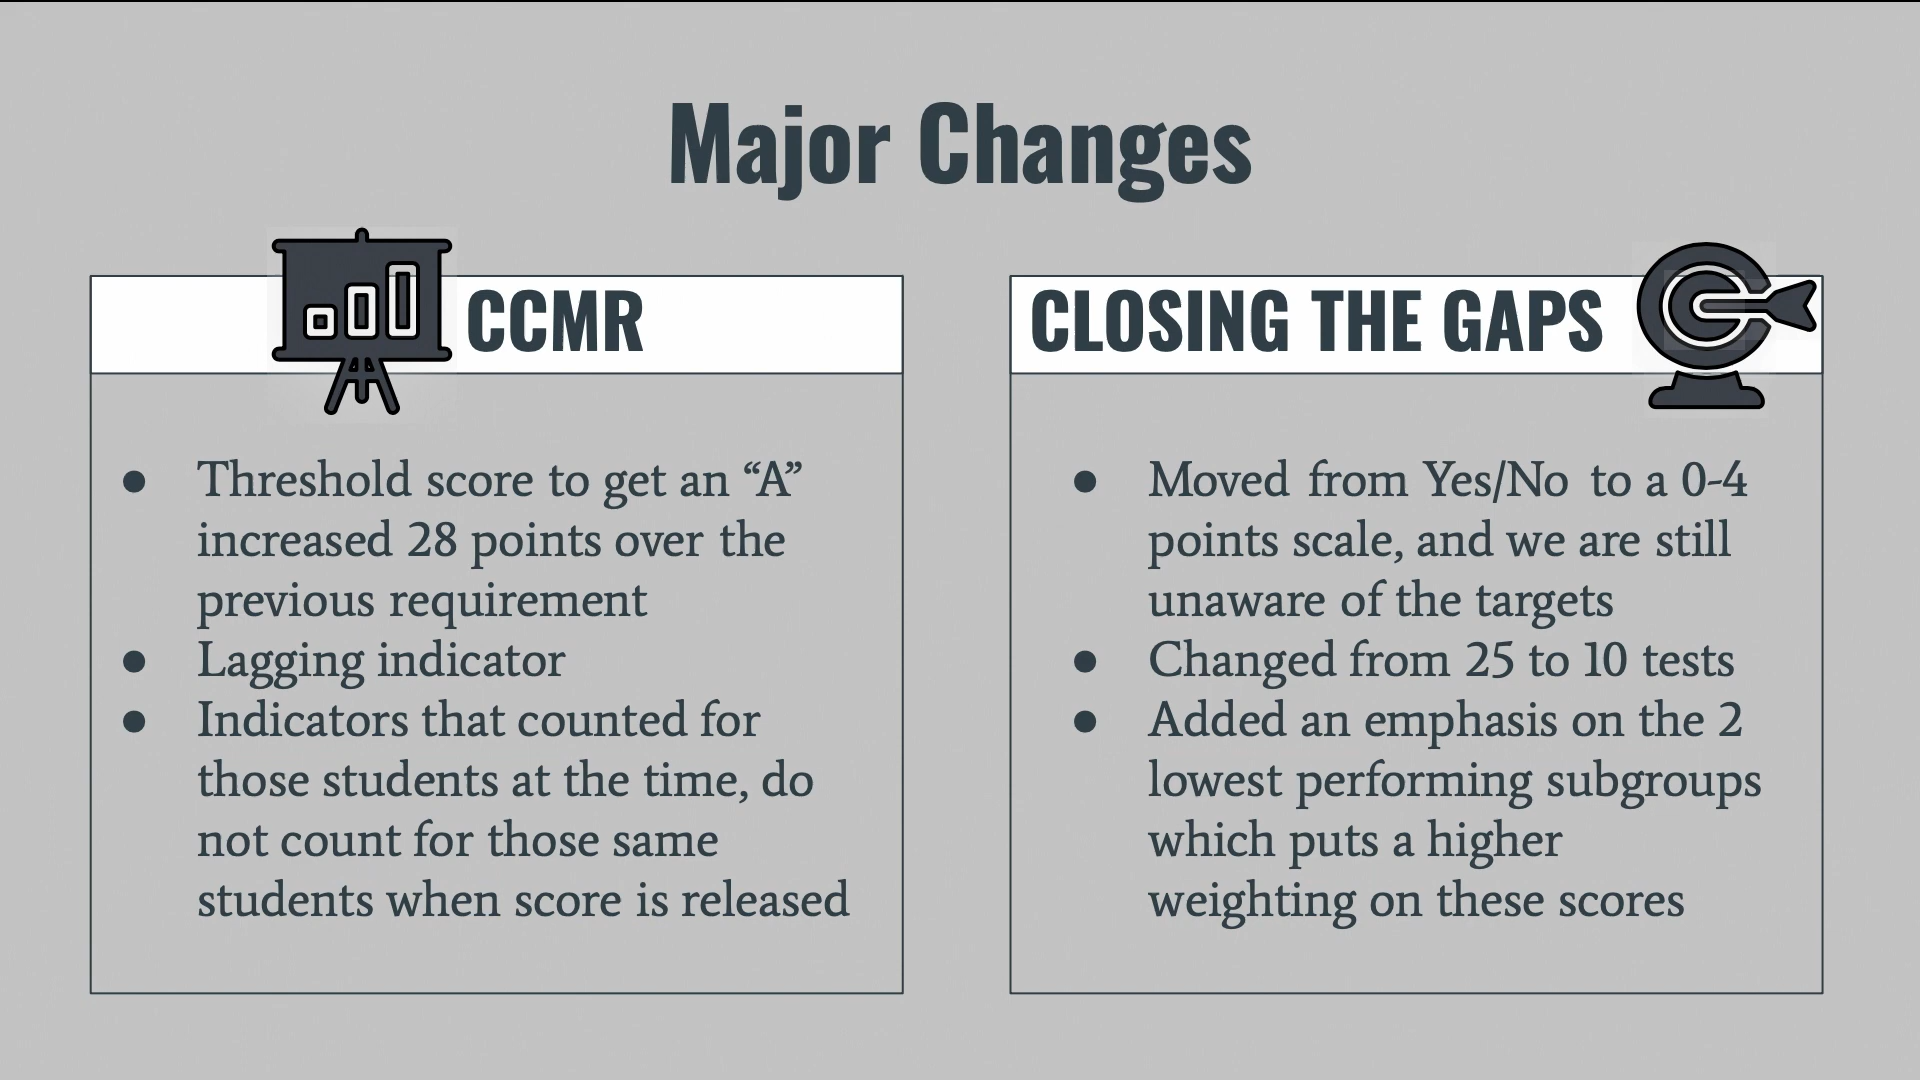 Major Changes
CCMR
● Threshold score to get an “A”
increased 28 points over the
previous requirement
● Lagging indicator
● Indicators that counted for
those students at the time, do
not count for those same
students when score is released
CLOSING THE GAPS
● Moved from Yes/No to a 0-4
points scale, and we are still
unaware of the targets
● Changed from 25 to 10 tests
● Added an emphasis on the 2
lowest performing subgroups
which puts a higher
weighting on these scores